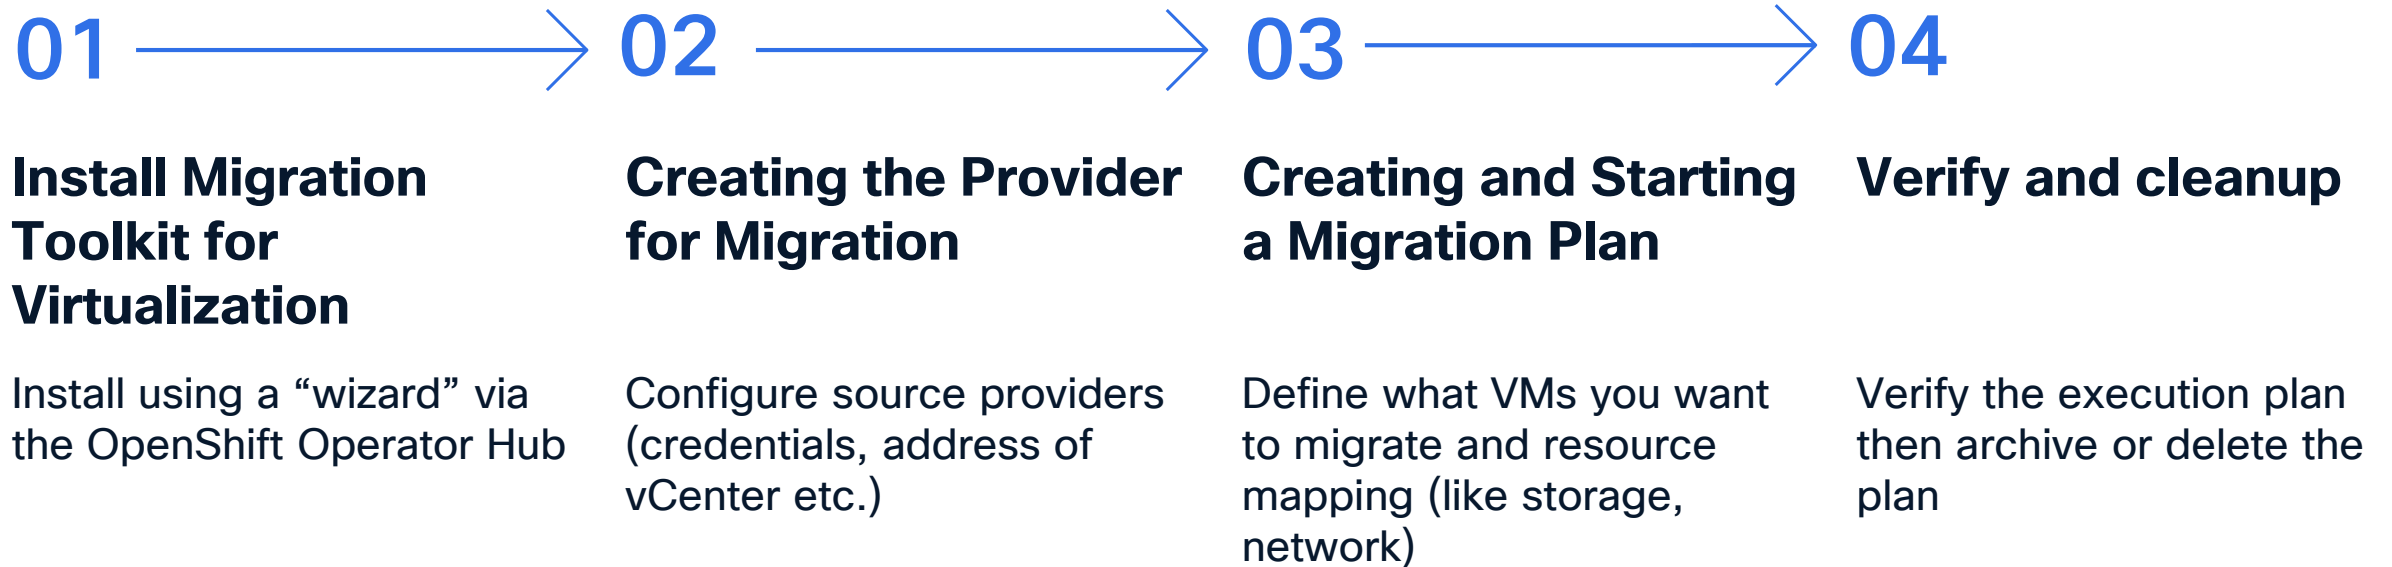 01
02
03
04
Install Migration
Toolkit for
Virtualization
Install using a “wizard” via
the OpenShift Operator Hub
Creating the Provider
for Migration
Configure source providers
(credentials, address of
vCenter etc.)
Creating and Starting
a Migration Plan
Define what VMs you want
to migrate and resource
mapping (like storage,
network)
Verify and cleanup
Verify the execution plan
then archive or delete the
plan